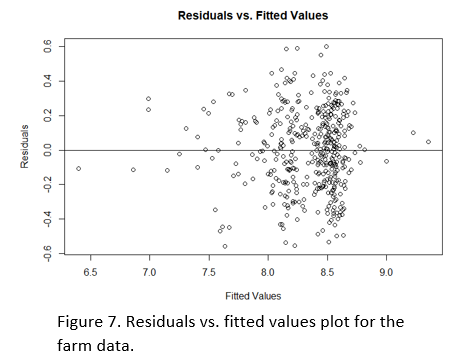 Residuals vs. Fitted Values
0.6
0.4
0.2
0.0
-0.2
-0.4
-0.6
Residuals
6.5 7.0 7.5 8.0 8.5 9.0
Fitted Values
Figure 7. Residuals vs. fitted values plot for the
farm data.